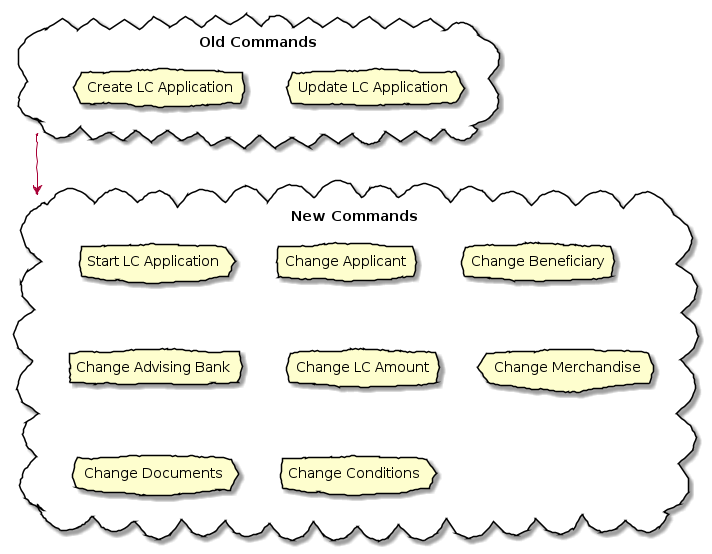 Old Commands
Create LC Application
Update LC Application
New Commands
Start LC Application
Change Applicant
Change Beneficiary
Change Advising Bank
Change LC Amount
Change Merchandise
Change Documents
Change Conditions